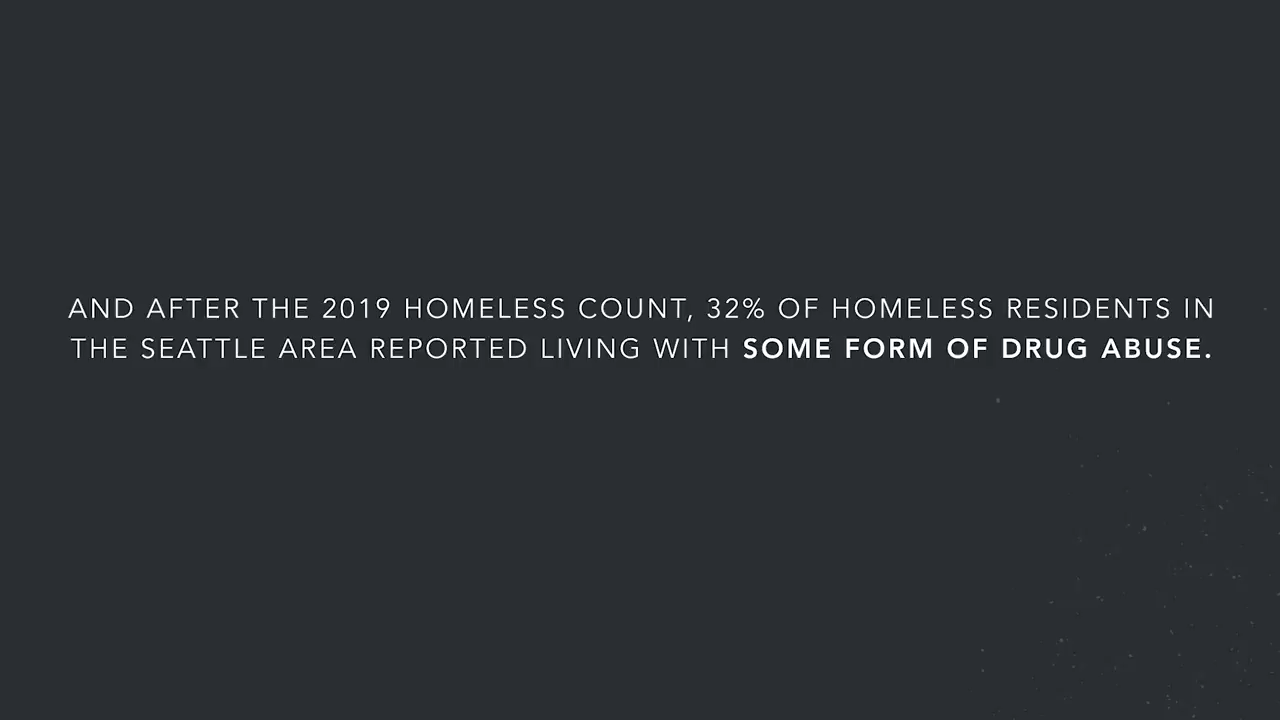 AND AFTER THE 2019 HOMELESS COUNT, 32% OF HOMELESS RESIDENTS IN
THE SEATTLE AREA REPORTED LIVING WITH SOME FORM OF DRUG ABUSE.